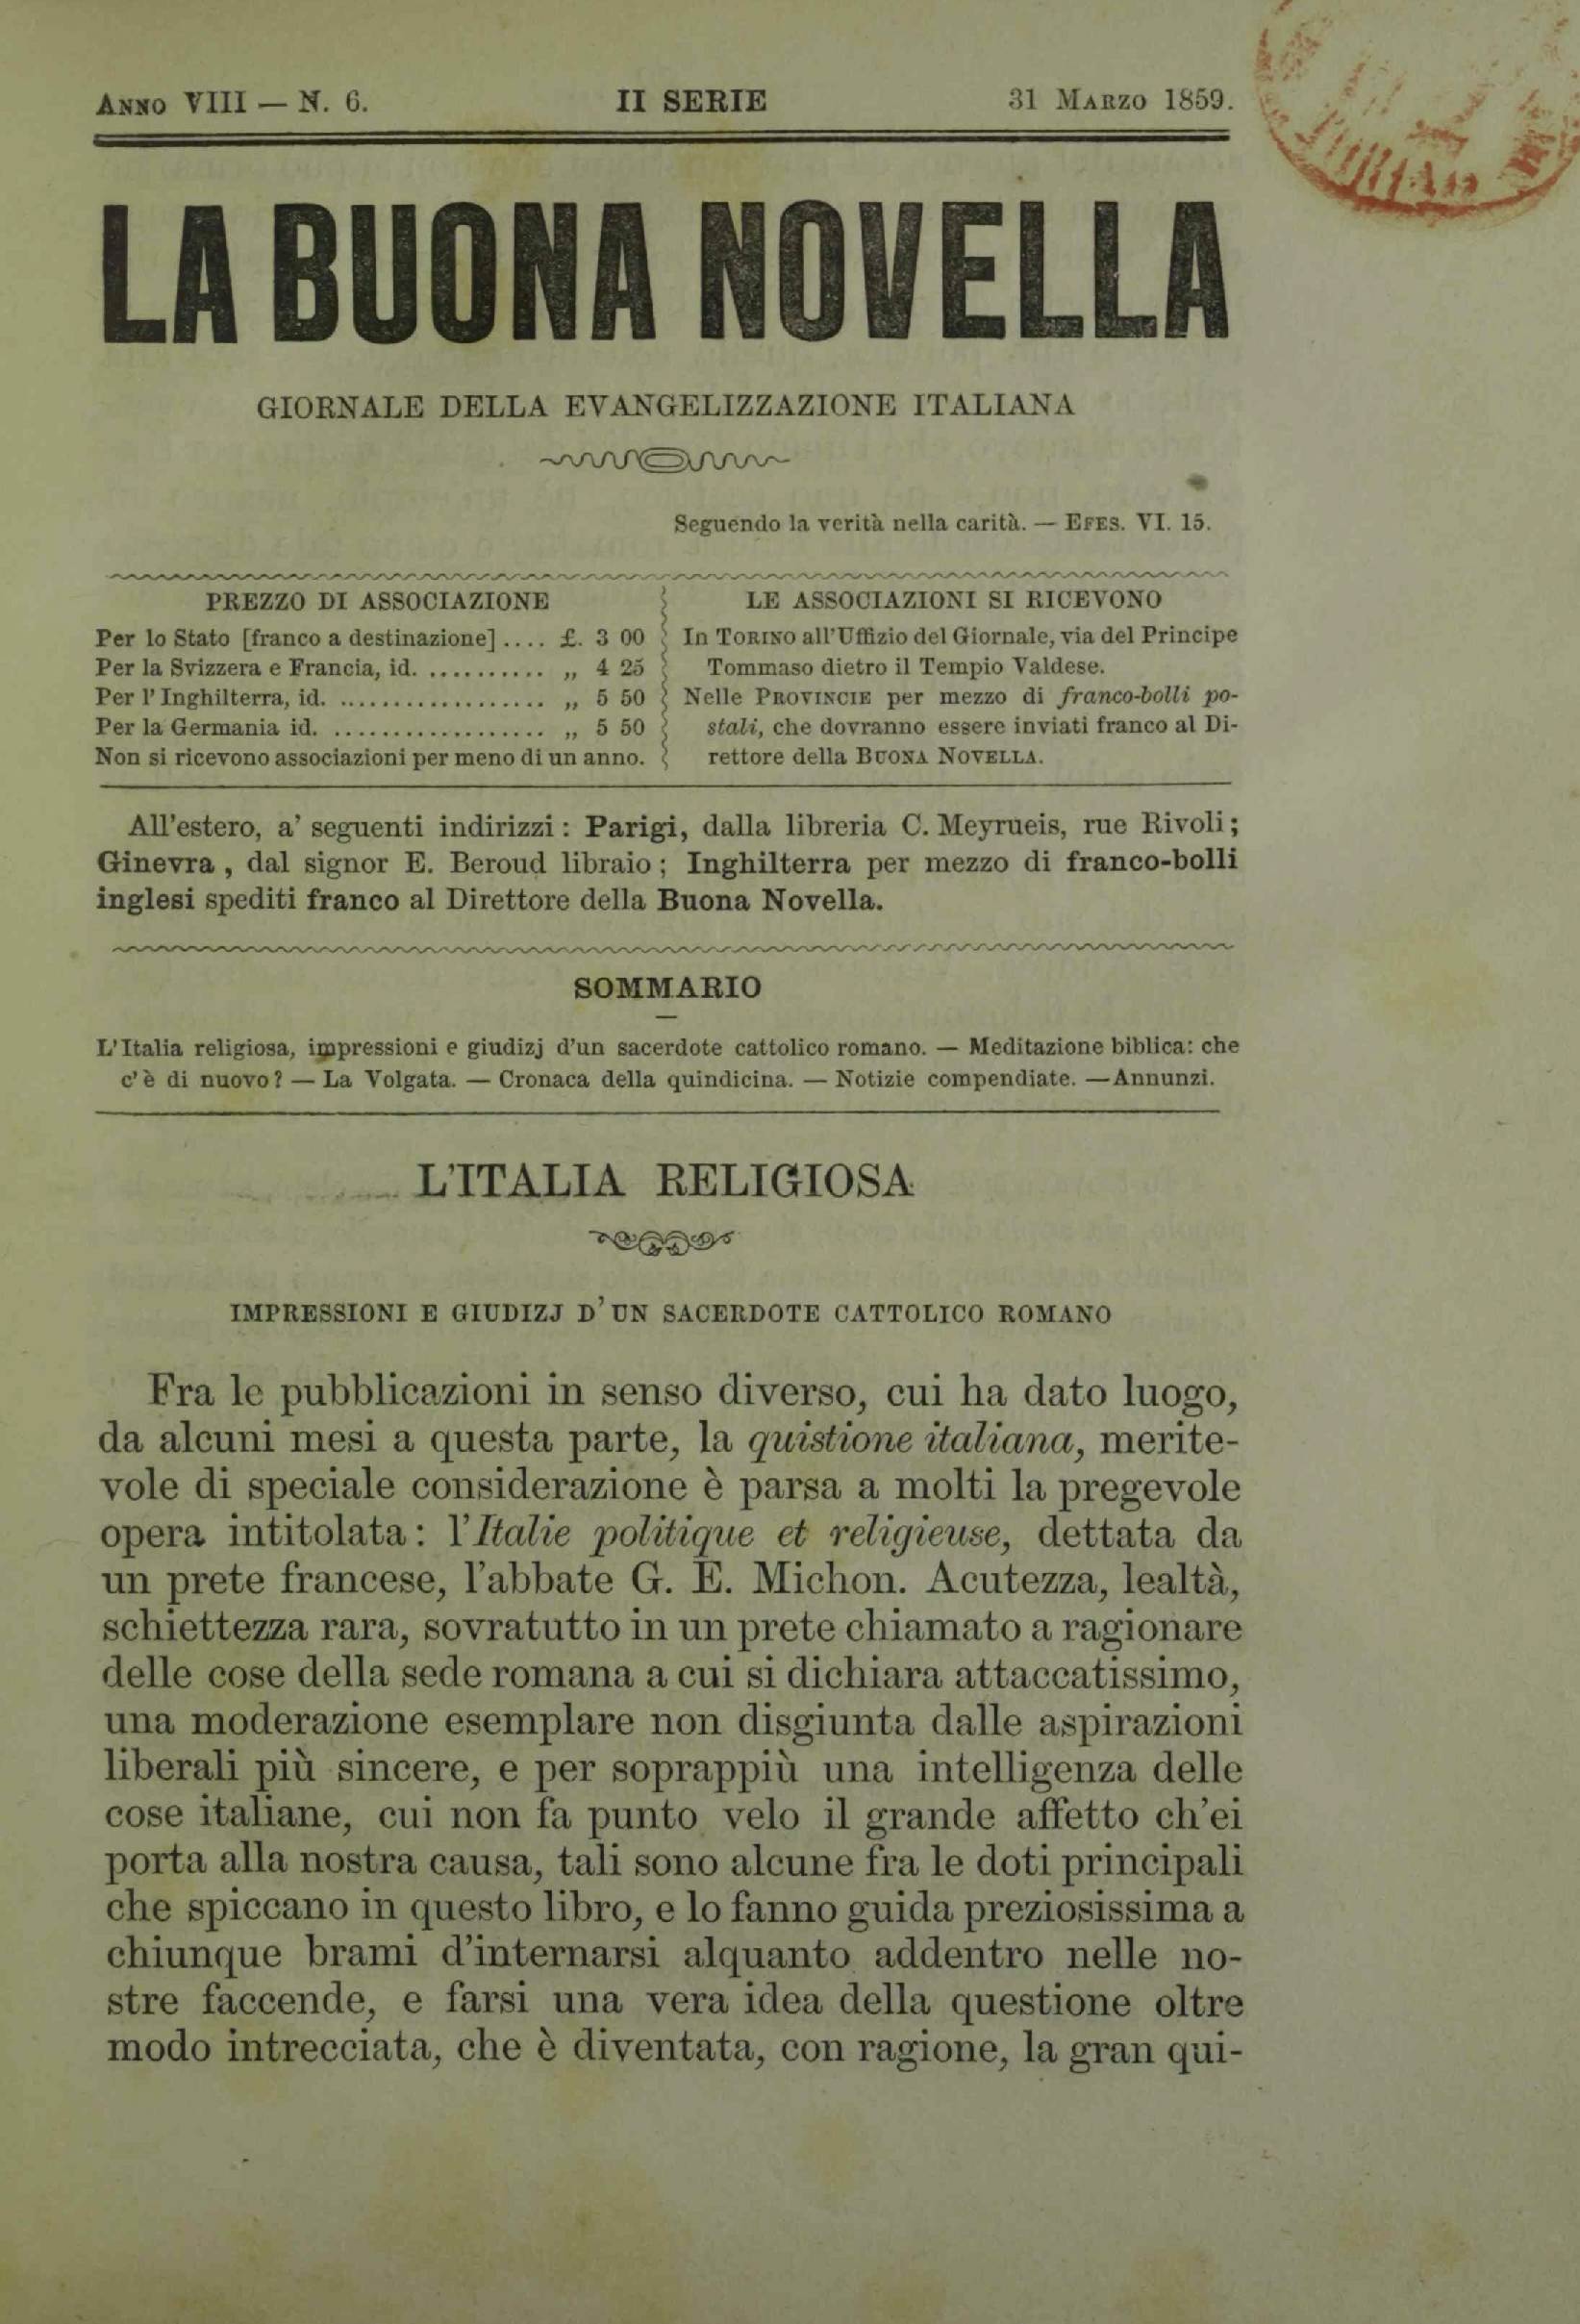 ANNO VIII — N. 6.
II SERIE
31 MARZO 1859.
LA BUONA NOVELLA
GIORNALE DELLA EVANGELIZZAZIONE ITALIANA
Seguendo la verità nella carità. — EFES. VI. 15.
PREZZO DI ASSOCIAZIONE
Per lo Stato [franco a destinazione] .... £. 3 00
Per la Svizzera e Francia, id. .......... „ 4 25
Per l'Inghilterra, id. .................. „ 5 50
Per la Germania id. .................. „ 5 50
Non si ricevono associazioni per meno di un anno.
LE ASSOCIAZIONI SI RICEVONO
In TORINO all'Uffizio del Giornale, via del Principe
Tommaso dietro il Tempio Valdese.
Nelle PROVINCIE per mezzo di franco-bolli po-
stali, che dovranno essere inviati franco al Di-
rettore della BUONA NOVELLA.
All'estero, a' seguenti indirizzi: Parigi, dalla libreria C. Meyrueis, rue Rivoli;
Ginevra, dal signor E. Beroud libraio; Inghilterra per mezzo di franco-bolli
inglesi spediti franco al Direttore della Buona Novella.
SOMMARIO
L'Italia religiosa, impressioni e giudizj d'un sacerdote cattolico romano. — Meditazione biblica: che
c'è di nuovo? — La Volgata. — Cronaca della quindicina. — Notizie compendiate. — Annunzi.
L'ITALIA RELIGIOSA
IMPRESSIONI E GIUDIZJ D'UN SACERDOTE CATTOLICO ROMANO
Fra le pubblicazioni in senso diverso, cui ha dato luogo,
da alcuni mesi a questa parte, la quistione italiana, merite-
vole di speciale considerazione è parsa a molti la pregevole
opera intitolata: l'Italie politique et religieuse, dettata da
un prete francese, l'abbate G. E. Michon. Acutezza, lealtà,
schiettezza rara, sovratutto in un prete chiamato a ragionare
delle cose della sede romana a cui si dichiara attaccatissimo,
una moderazione esemplare non disgiunta dalle aspirazioni
liberali più sincere, e per soprappiù una intelligenza delle
cose italiane, cui non fa punto velo il grande affetto ch'ei
porta alla nostra causa, tali sono alcune fra le doti principali
che spiccano in questo libro, e lo fanno guida preziosissima a
chiunque brami d'internarsi alquanto addentro nelle no-
stre faccende, e farsi una vera idea della questione oltre
modo intrecciata, che è diventata, con ragione, la gran qui-